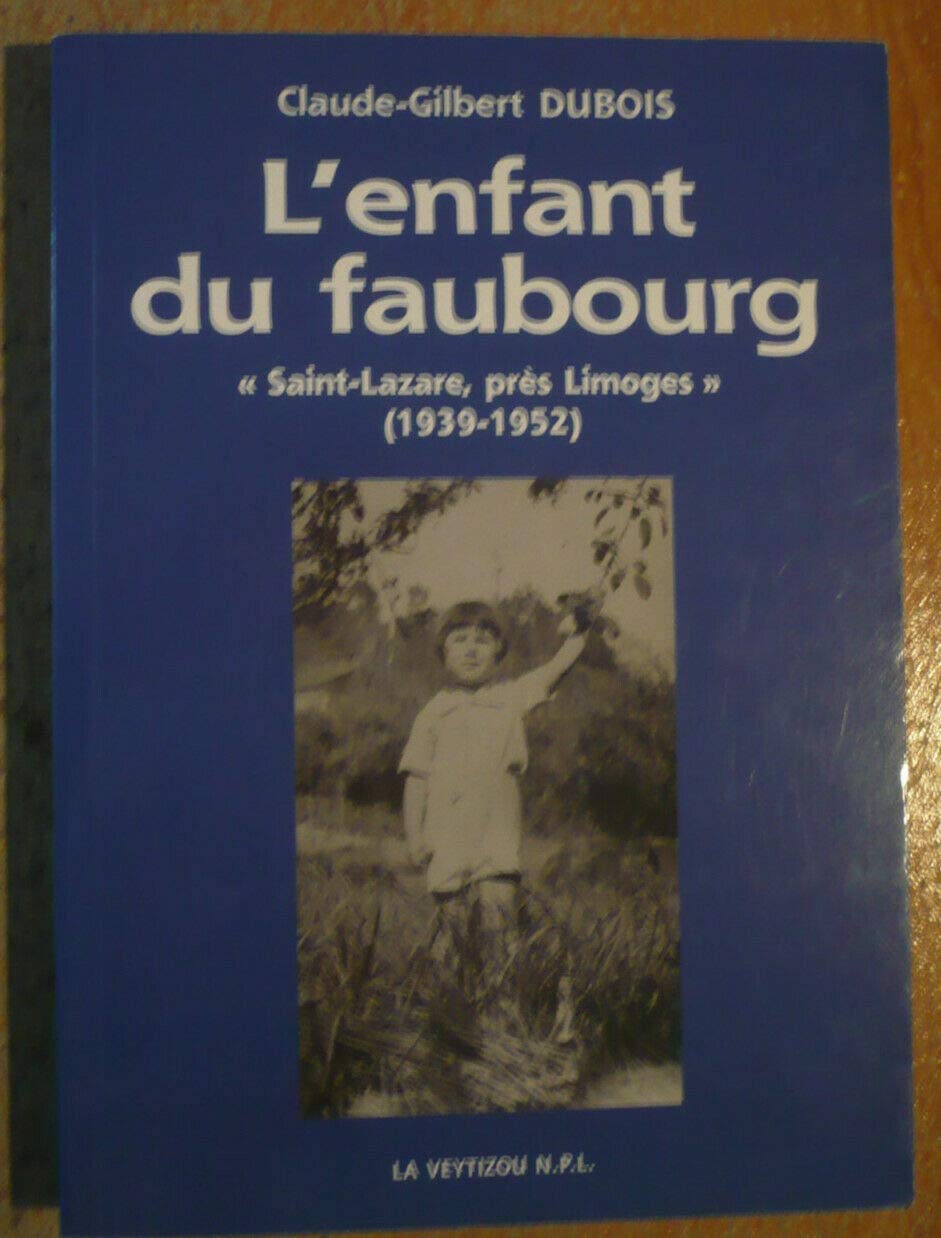 Claude-Gilbert DUBOIS
L'enfant
du faubourg
« Saint-Lazare, près Limoges »
(1939-1952)
LA VEYTIZOU N.P.L.